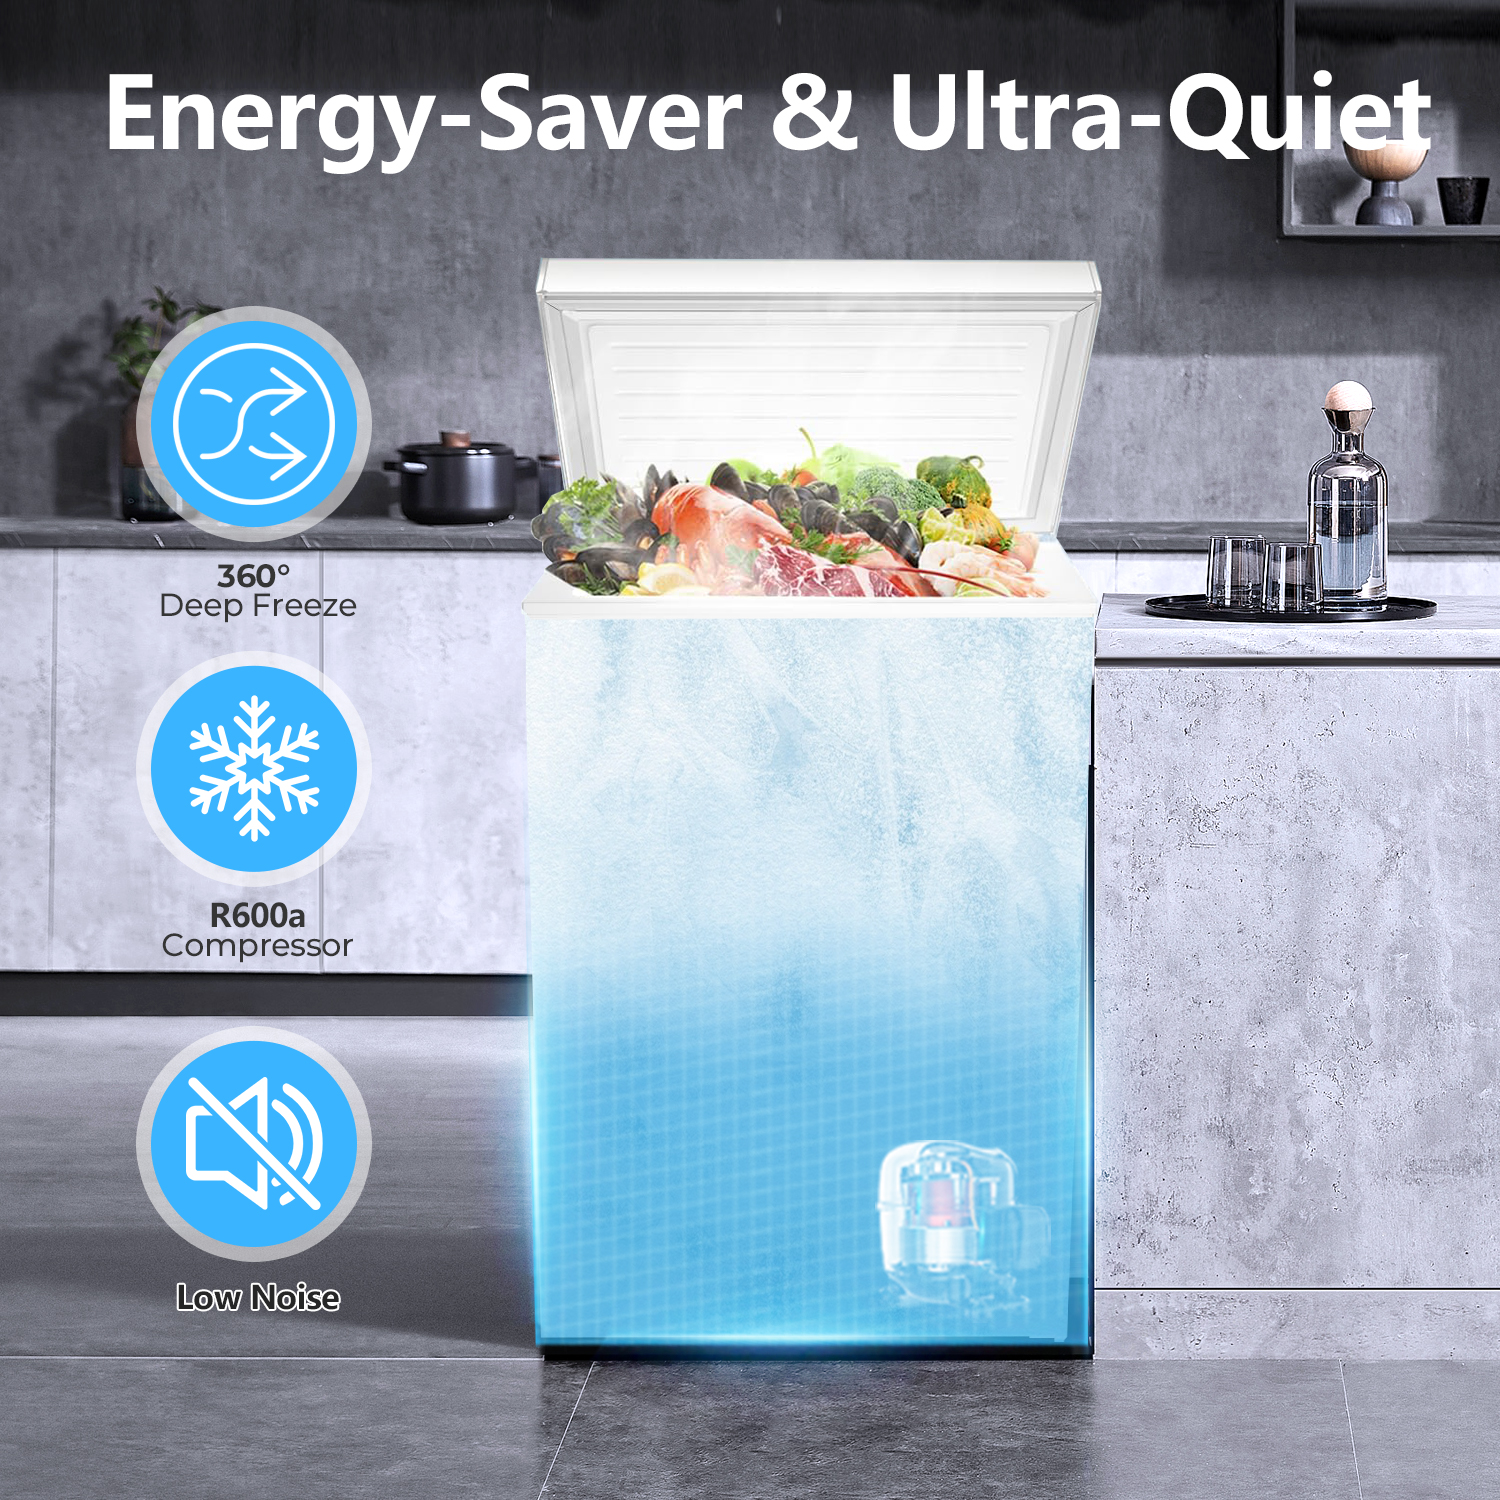 Energy-Saver & Ultra-Quiet
360°
Deep Freeze
R600a
Compressor
Low Noise